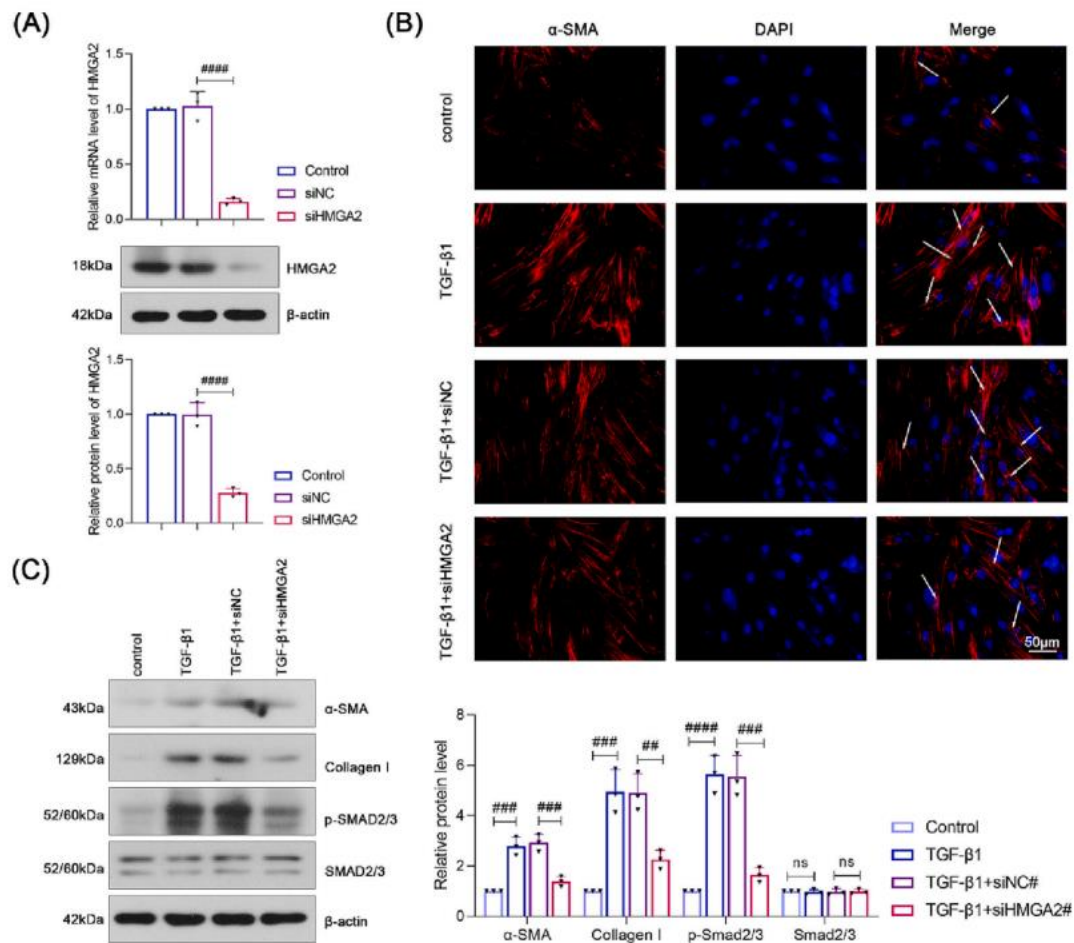 (A)
Relative mRNA level of HMGA2
1.5
1.0
0.5
0.0
####
Control
siNC
siHMGA2
18kDa
HMGA2
42kDa
β-actin
Relative protein level of HMGA2
1.5
1.0
0.5
0.0
####
Control
siNC
siHMGA2
(B)
α-SMA
DAPI
Merge
control
TGF-β1
TGF-β1+siNC
TGF-β1+siHMGA2
50μm
(C)
control
TGF-β1
TGF-β1+siNC
TGF-β1+siHMGA2
43kDa
α-SMA
129kDa
Collagen I
52/60kDa
p-SMAD2/3
52/60kDa
SMAD2/3
42kDa
β-actin
Relative protein level
8
6
4
2
0
###
###
###
##
####
###
ns
ns
α-SMA
Collagen I
p-Smad2/3
Smad2/3
Control
TGF-β1
TGF-β1+siNC#
TGF-β1+siHMGA2#